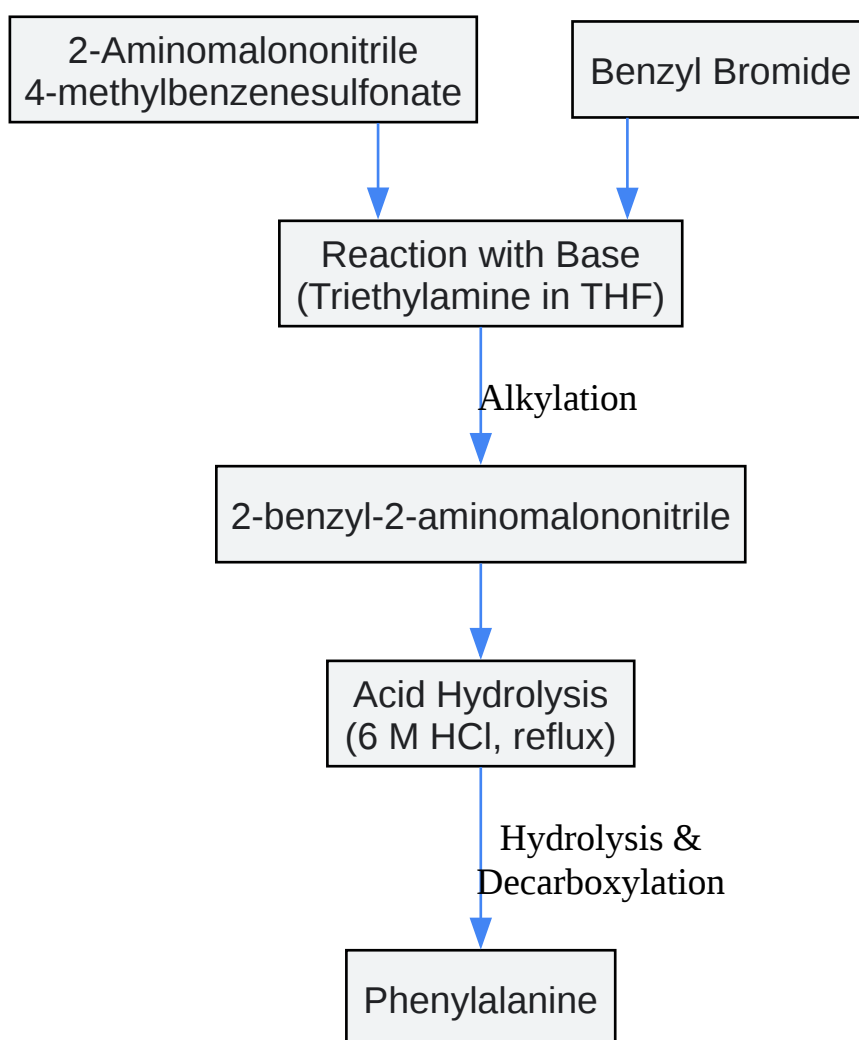 2-Aminomalononitrile
4-methylbenzenesulfonate
Benzyl Bromide
Reaction with Base
(Triethylamine in THF)
Alkylation
2-benzyl-2-aminomalononitrile
Acid Hydrolysis
(6 M HCl, reflux)
Hydrolysis &
Decarboxylation
Phenylalanine